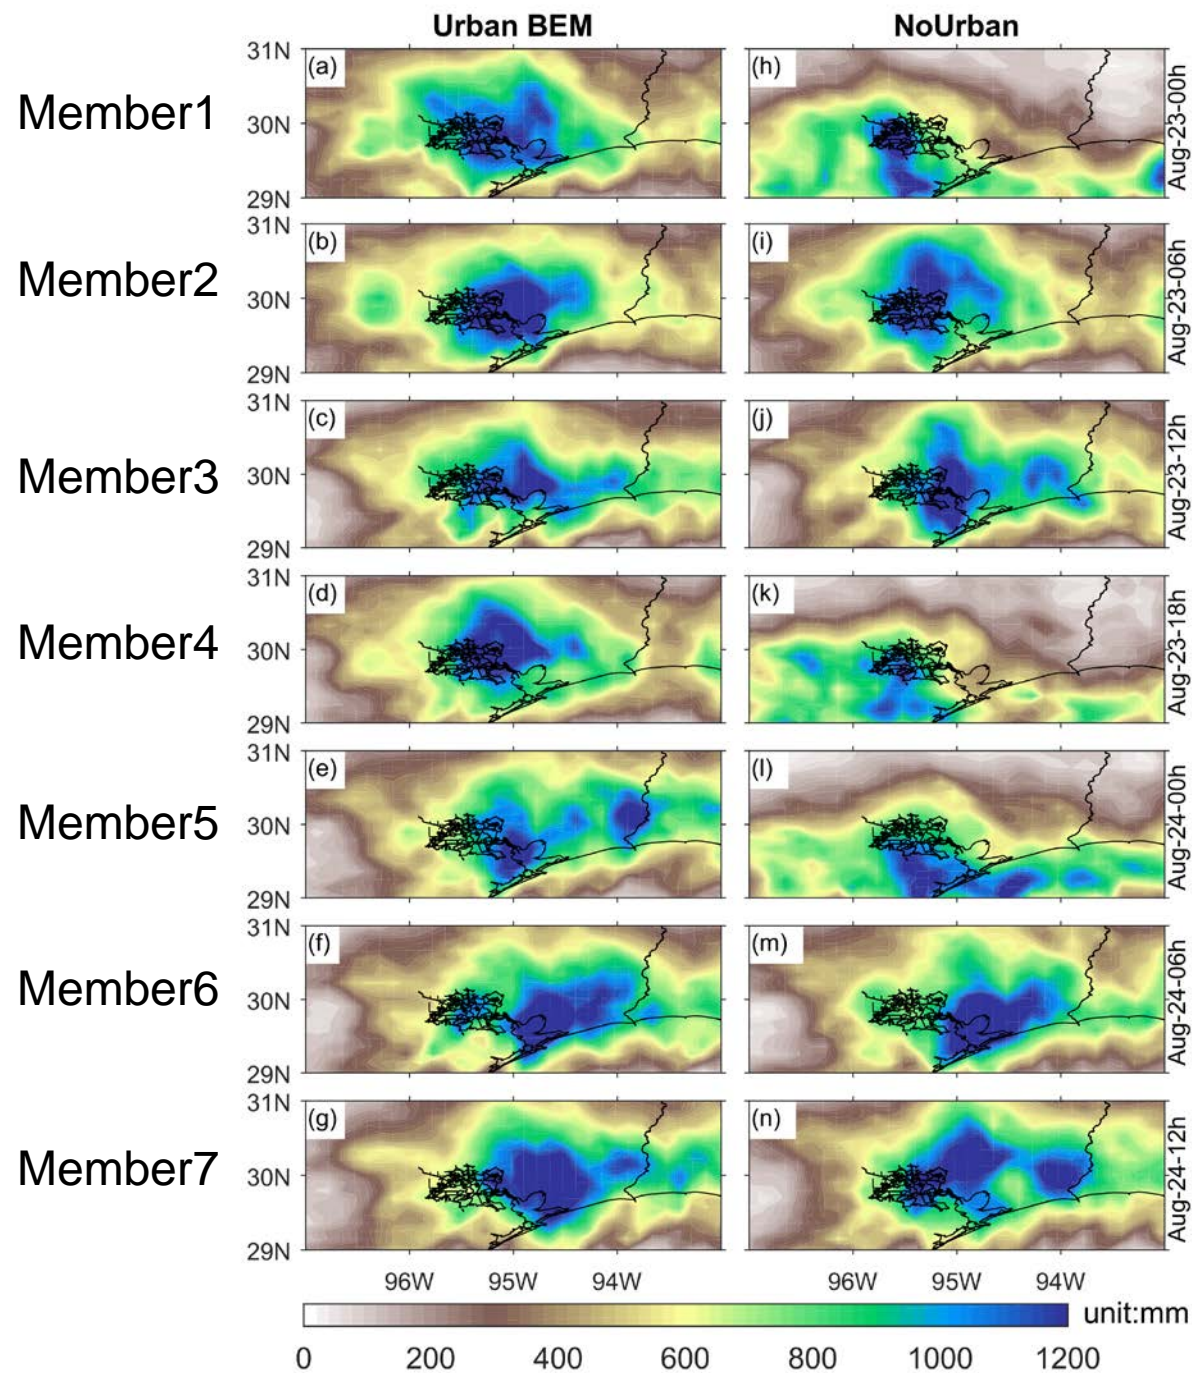 Urban BEM NoUrban
Member1 31N (a) (h) Aug-23-00h
30N
29N
Member2 31N (b) (i) Aug-23-06h
30N
29N
Member3 31N (c) (j) Aug-23-12h
30N
29N
Member4 31N (d) (k) Aug-23-18h
30N
29N
Member5 31N (e) (l) Aug-24-00h
30N
29N
Member6 31N (f) (m) Aug-24-06h
30N
29N
Member7 31N (g) (n) Aug-24-12h
30N
29N
96W 95W 94W 96W 95W 94W
unit:mm
0 200 400 600 800 1000 1200